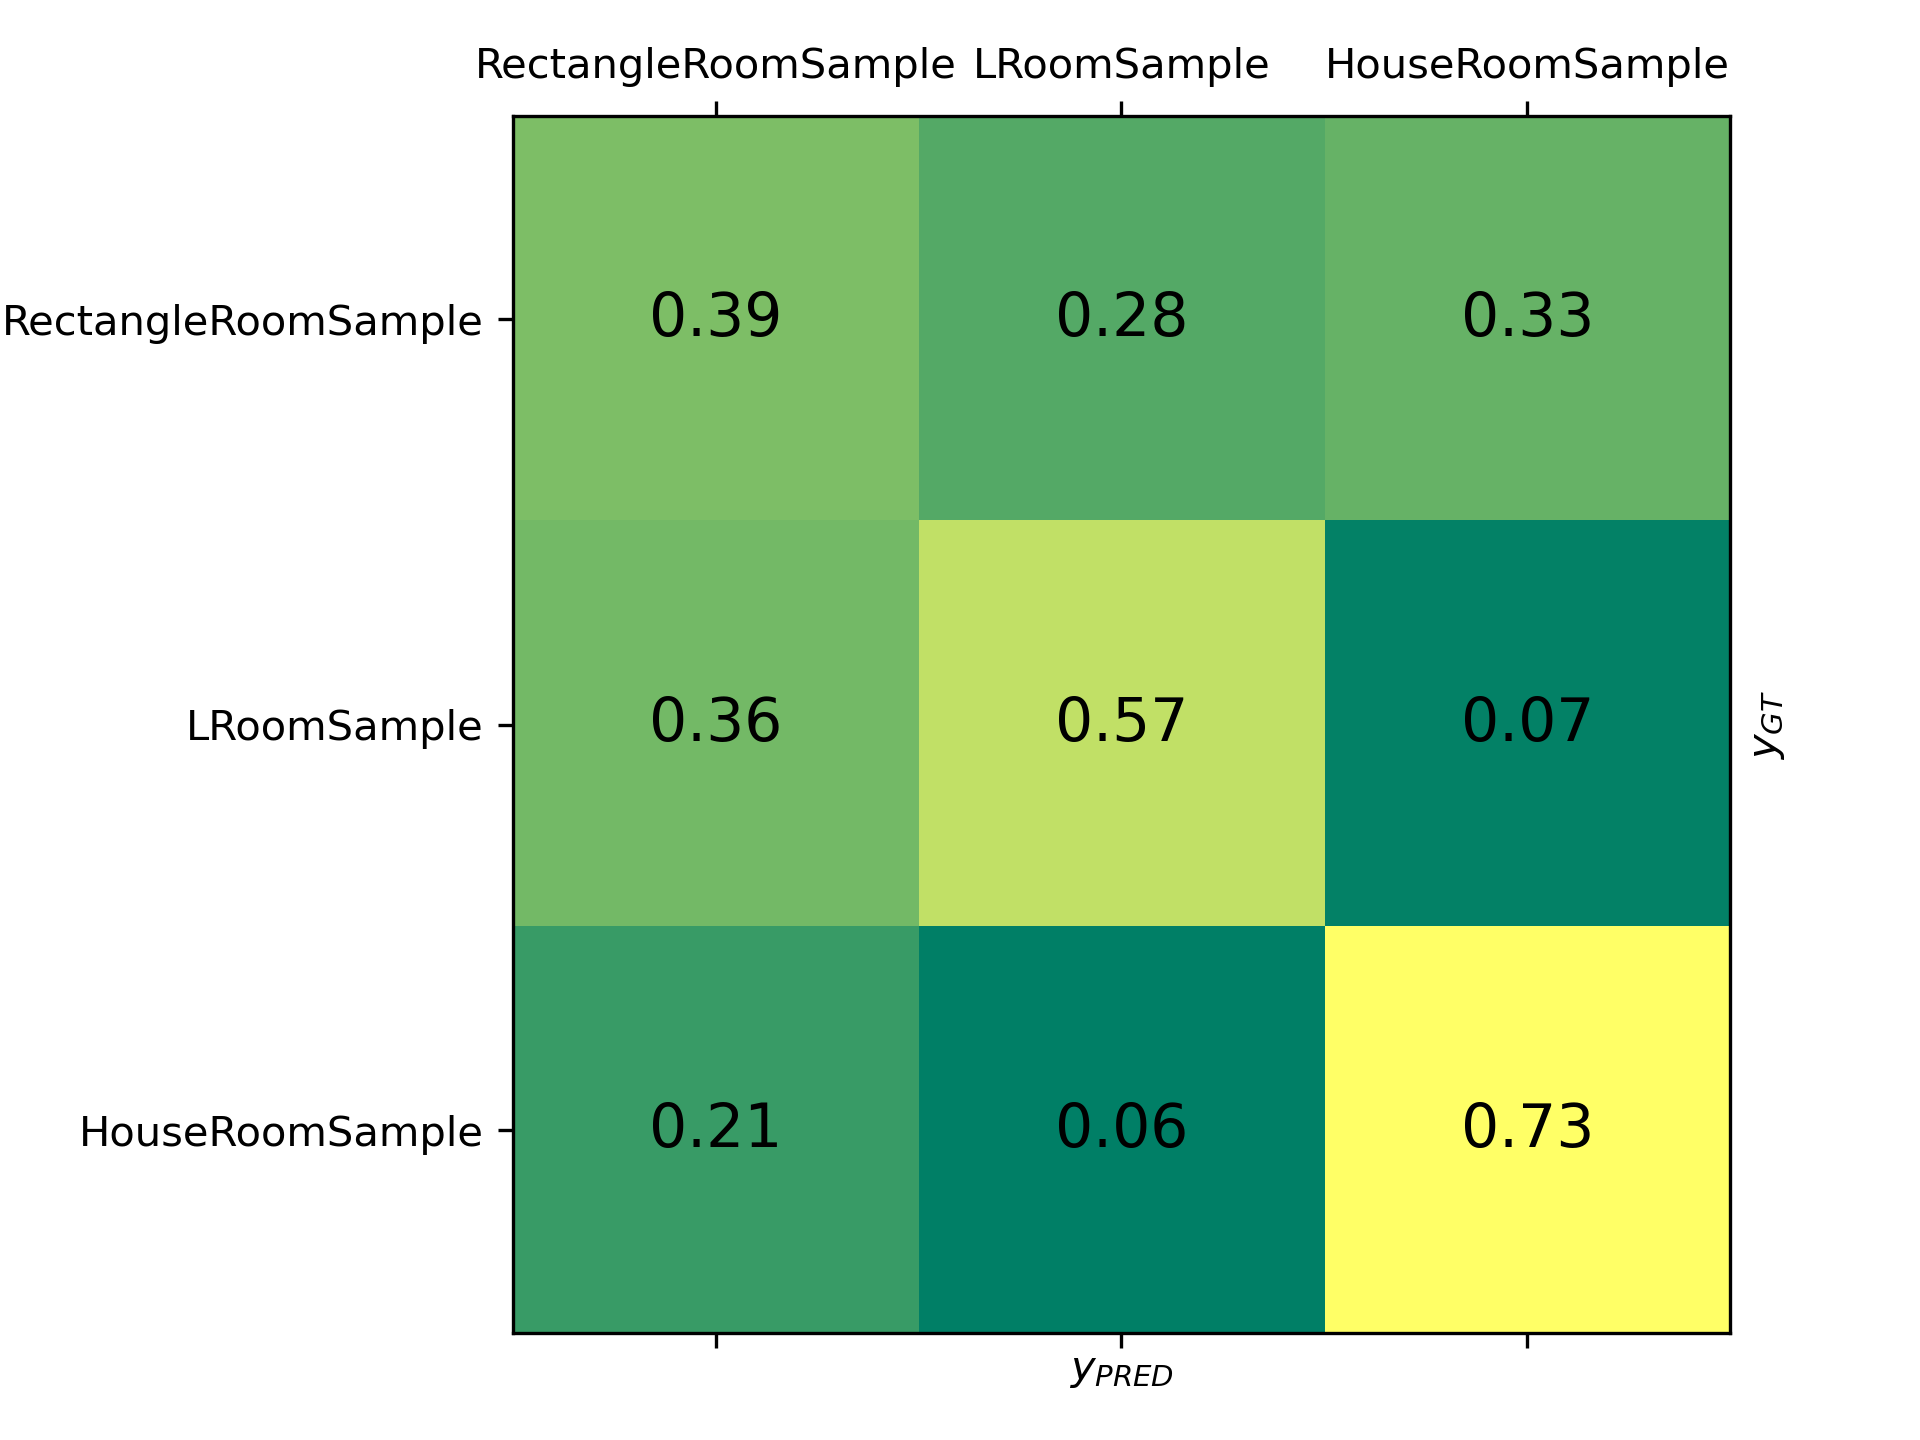 RectangleRoomSample LRoomSample HouseRoomSample
RectangleRoomSample 0.39 0.28 0.33
LRoomSample 0.36 0.57 0.07
y_GT
HouseRoomSample 0.21 0.06 0.73
y_PRED